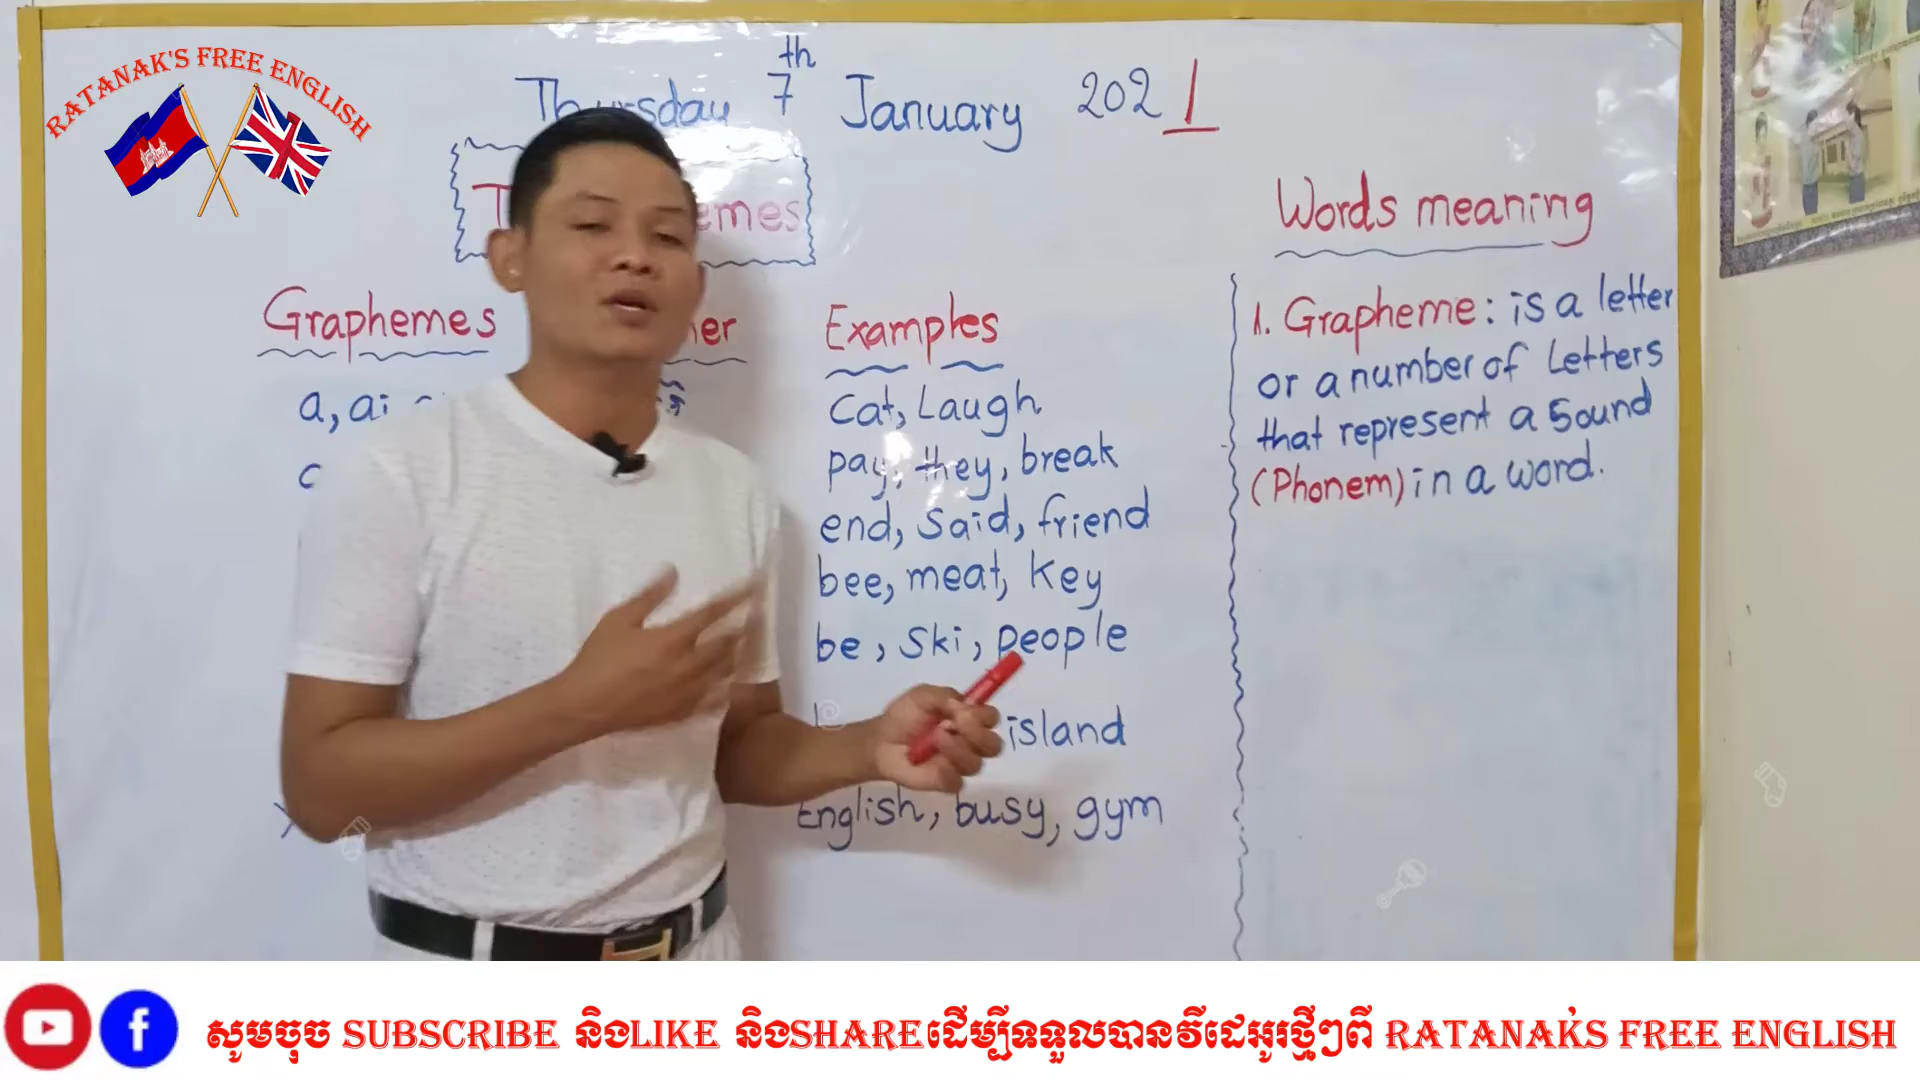 RATANAK'S FREE ENGLISH
Thursday 7th January 2021
Words meaning
Graphemes
Examples
1. Grapheme: is a letter
or a number of Letters
that represent a Sound
(Phonem) in a word.
a, ai
Cat, Laugh
pay, they, break
end, Said, friend
bee, meat, key
be, Ski, people
island
English, busy, gym
សូមចុច SUBSCRIBE និងLIKE និងSHAREដើម្បីទទួលបានវីដេអូរថ្មីៗពី RATANAK'S FREE ENGLISH